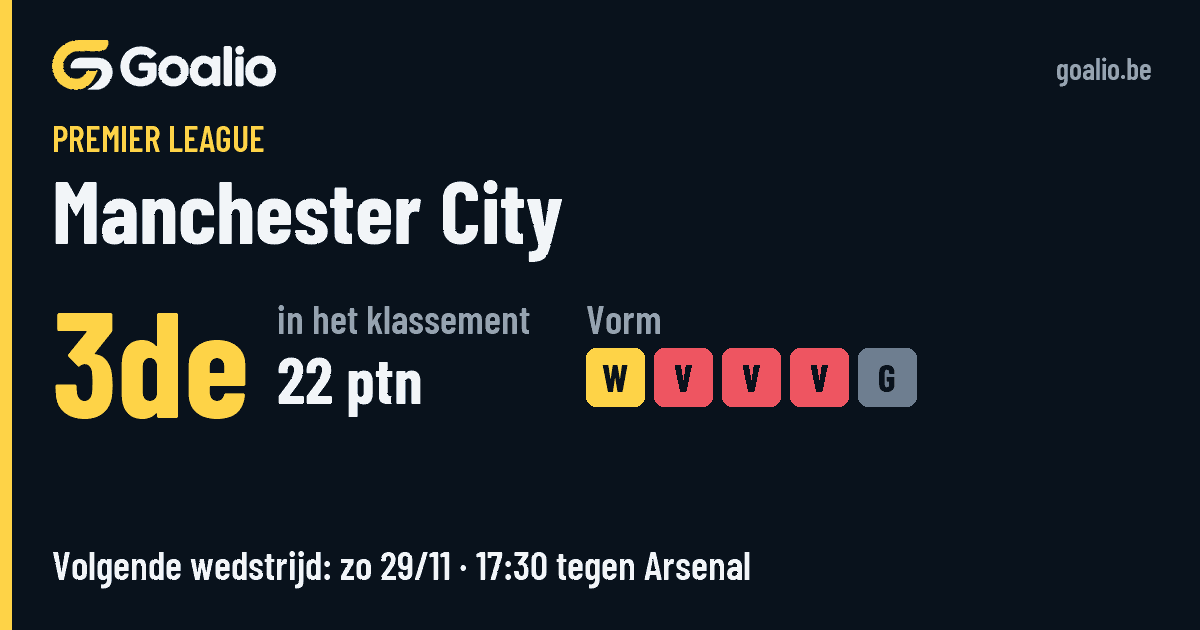 Goalio
goalio.be
PREMIER LEAGUE
Manchester City
3de
in het klassement
22 ptn
Vorm
W V V V G
Volgende wedstrijd: zo 29/11 · 17:30 tegen Arsenal